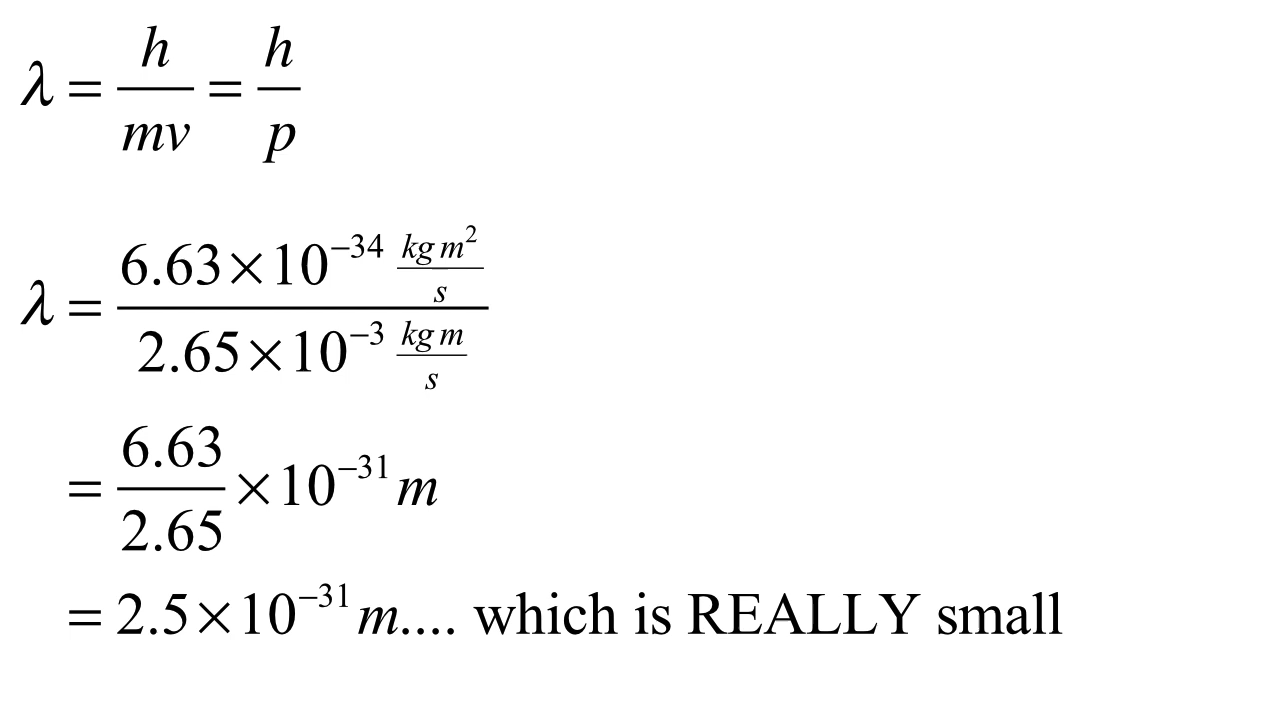 λ = h/mv = h/p
λ = (6.63×10⁻³⁴ kg m²/s)/(2.65×10⁻³ kg m/s)
= 6.63/2.65 ×10⁻³¹ m
= 2.5×10⁻³¹ m.... which is REALLY small